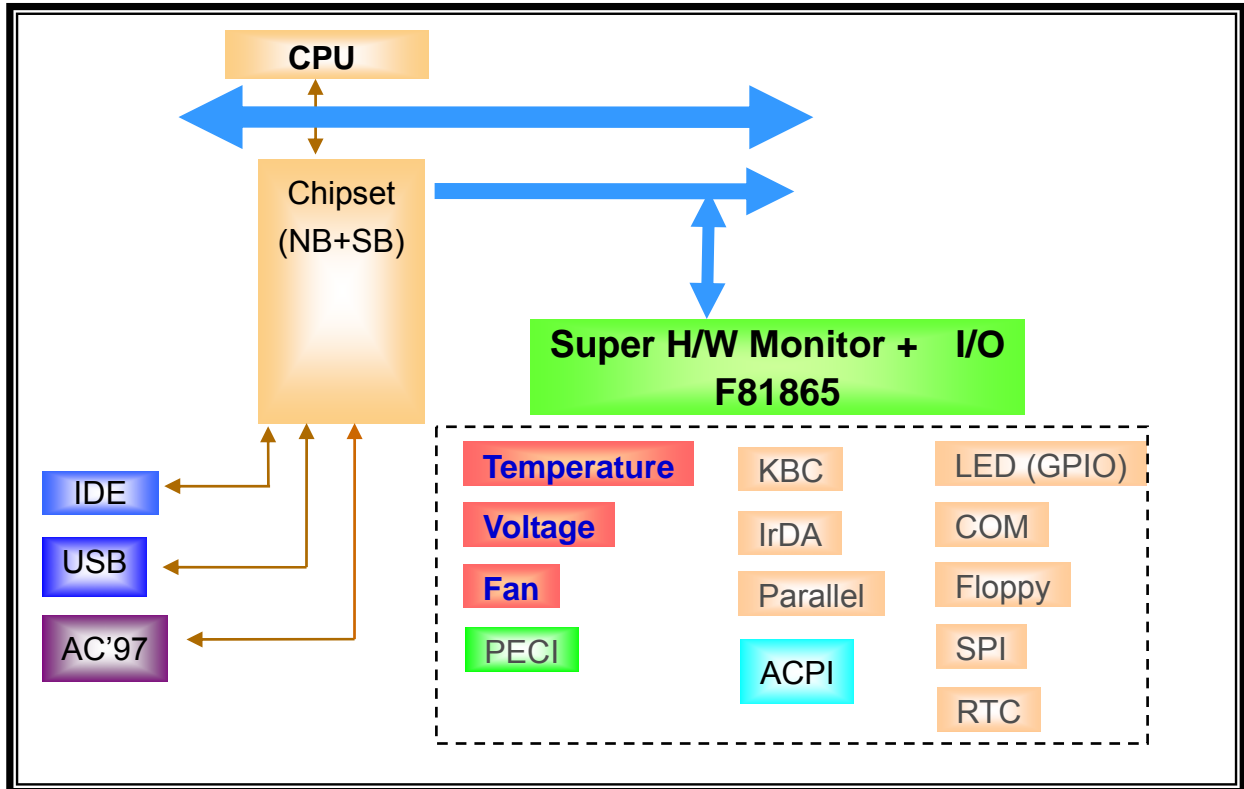 CPU
Chipset
(NB+SB)
Super H/W Monitor + I/O
F81865
IDE
USB
AC’97
Temperature
Voltage
Fan
PECI
KBC
IrDA
Parallel
ACPI
LED (GPIO)
COM
Floppy
SPI
RTC